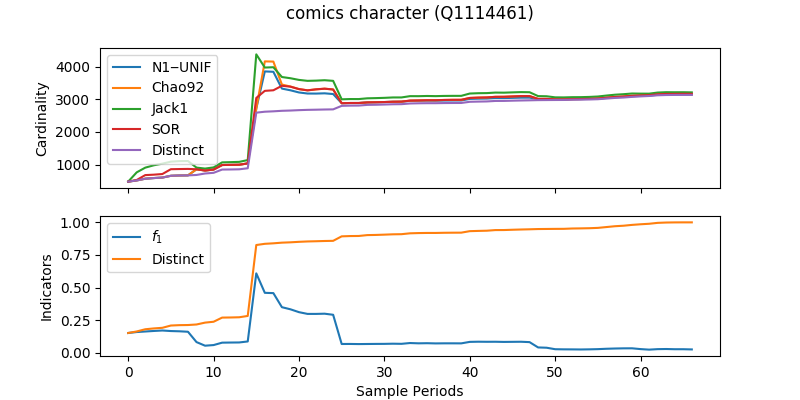 comics character (Q1114461)
Cardinality
4000
3000
2000
1000
N1−UNIF
Chao92
Jack1
SOR
Distinct
Indicators
1.00
0.75
0.50
0.25
0.00
f1
Distinct
0 10 20 30 40 50 60
Sample Periods